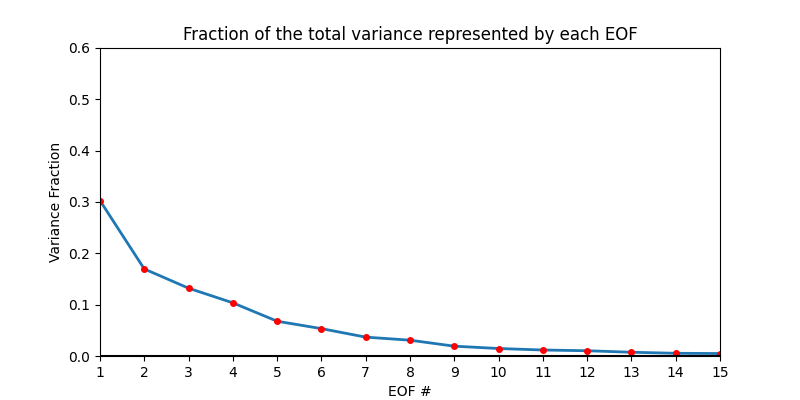 Fraction of the total variance represented by each EOF
0.6
0.5
0.4
0.3
0.2
0.1
0.0
Variance Fraction
1 2 3 4 5 6 7 8 9 10 11 12 13 14 15
EOF #